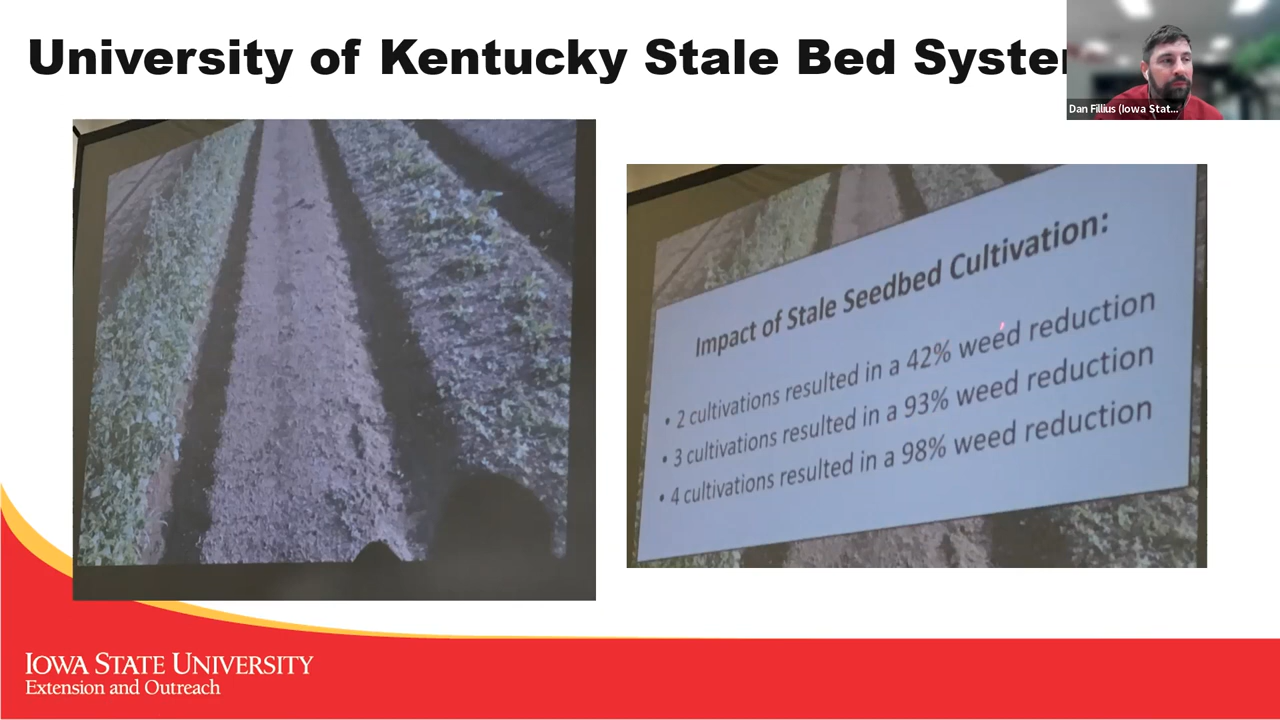 University of Kentucky Stale Bed System
Dan Fillius (Iowa Stat...
Impact of Stale Seedbed Cultivation:
• 2 cultivations resulted in a 42% weed reduction
• 3 cultivations resulted in a 93% weed reduction
• 4 cultivations resulted in a 98% weed reduction
IOWA STATE UNIVERSITY
Extension and Outreach